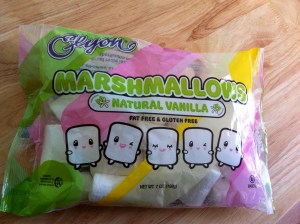 Elyon
MARSHMALLOWS
NATURAL VANILLA
FAT FREE & GLUTEN FREE